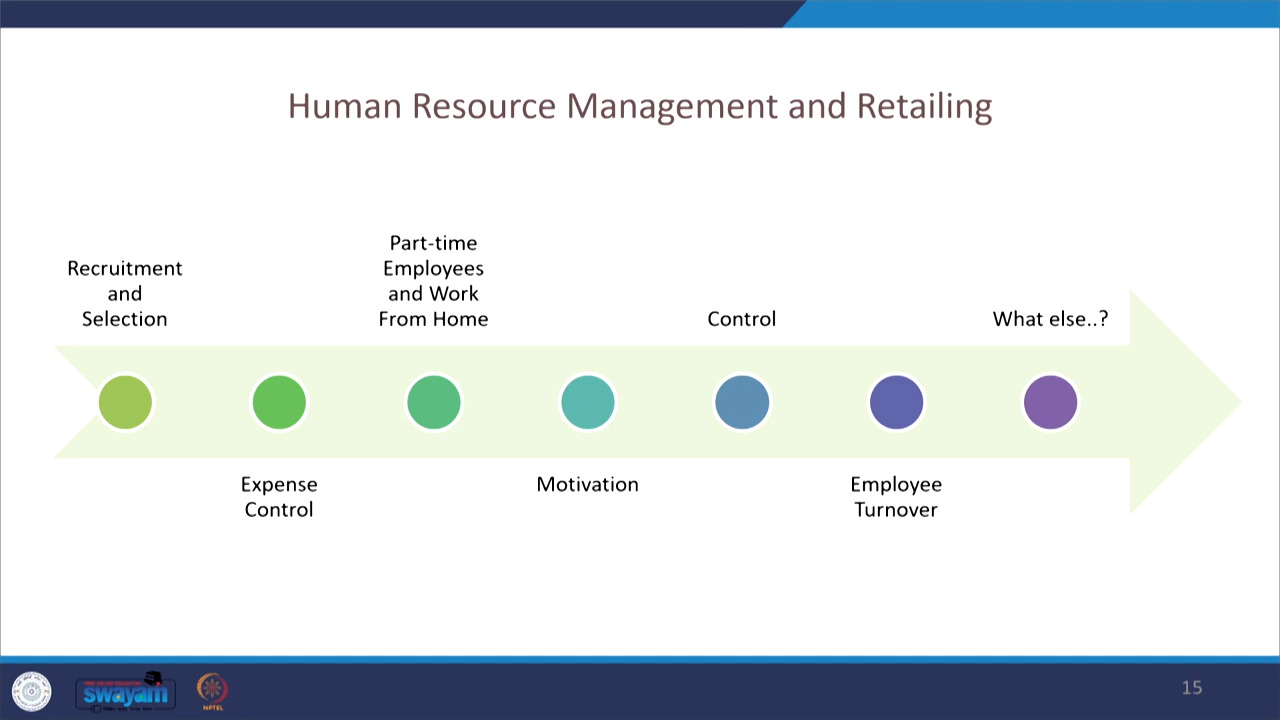 Human Resource Management and Retailing
Recruitment
and
Selection
Expense
Control
Part-time
Employees
and Work
From Home
Motivation
Control
Employee
Turnover
What else..?
swayam
NPTEL
15